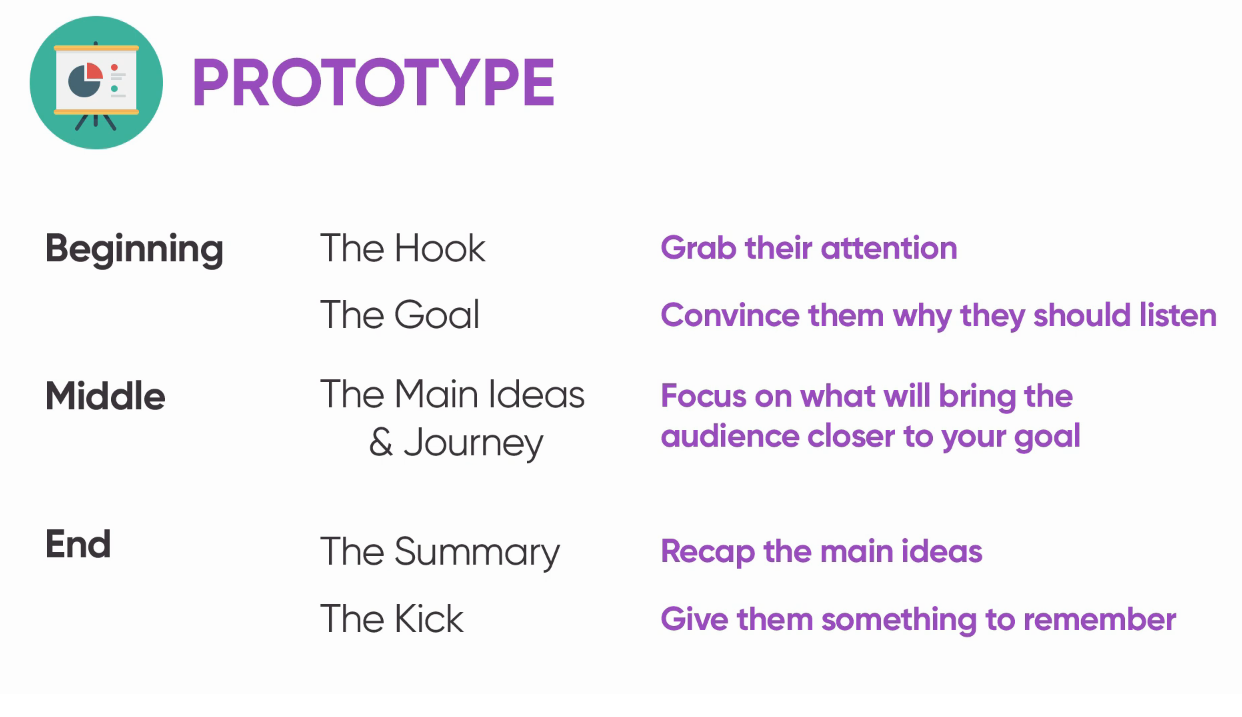 PROTOTYPE
Beginning The Hook Grab their attention
The Goal Convince them why they should listen
Middle The Main Ideas Focus on what will bring the
& Journey audience closer to your goal
End The Summary Recap the main ideas
The Kick Give them something to remember